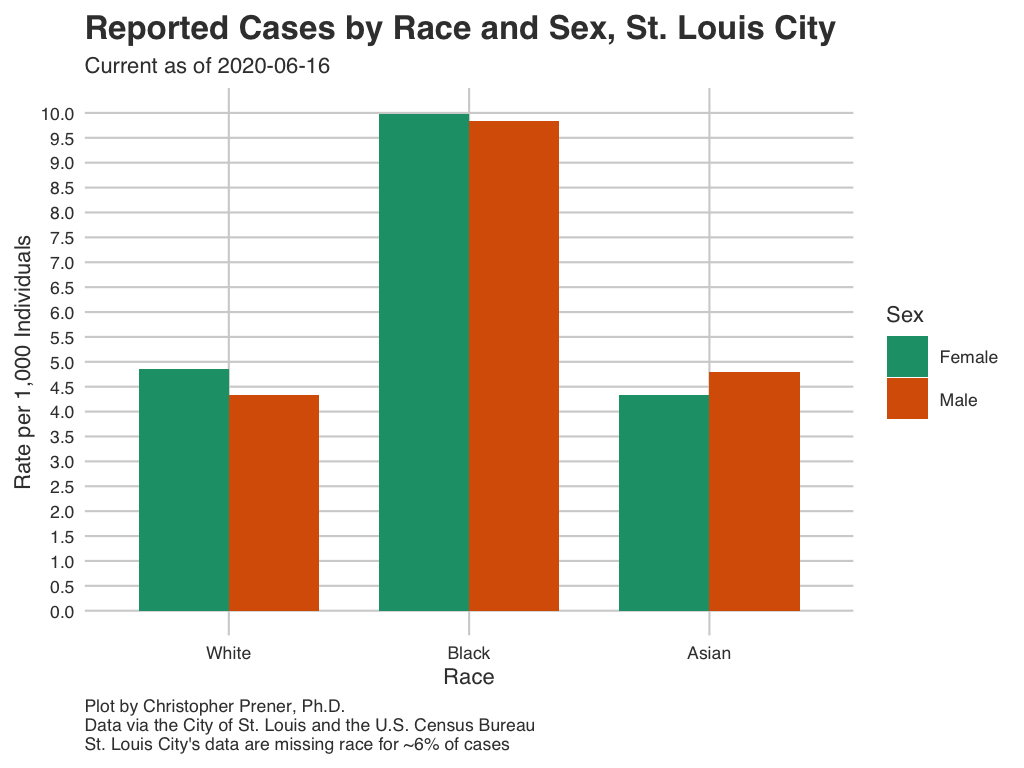 Reported Cases by Race and Sex, St. Louis City
Current as of 2020-06-16
Rate per 1,000 Individuals
10.0
9.5
9.0
8.5
8.0
7.5
7.0
6.5
6.0
5.5
5.0
4.5
4.0
3.5
3.0
2.5
2.0
1.5
1.0
0.5
0.0
White
Black
Asian
Race
Sex
Female
Male
Plot by Christopher Prener, Ph.D.
Data via the City of St. Louis and the U.S. Census Bureau
St. Louis City's data are missing race for ~6% of cases